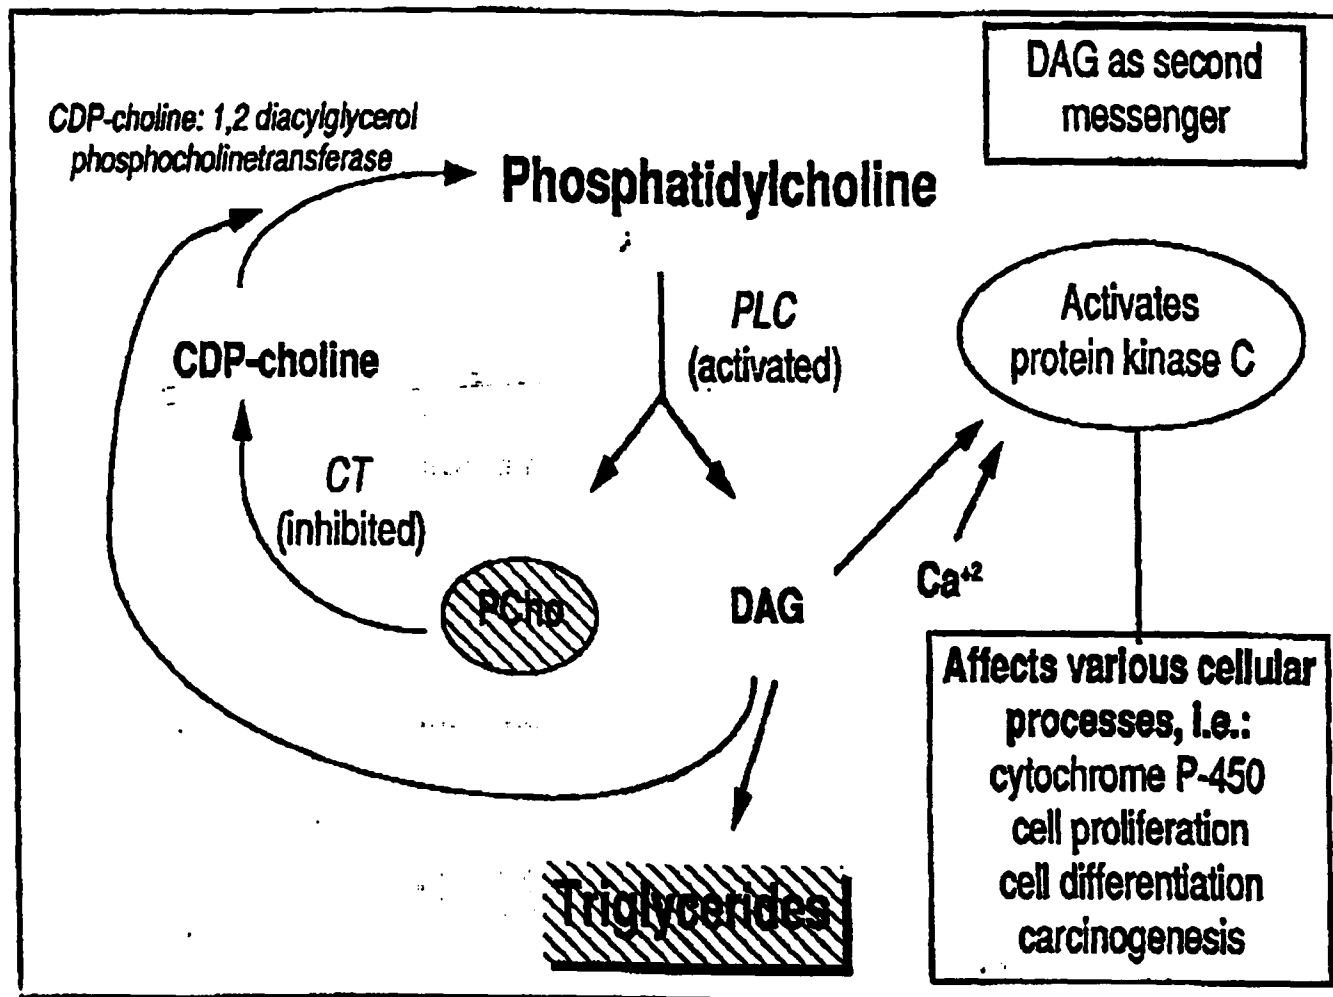 DAG as second
messenger
CDP-choline: 1,2 diacylglycerol
phosphocholinetransferase
Phosphatidylcholine
PLC
(activated)
Activates
protein kinase C
CDP-choline
CT
(inhibited)
PCho
DAG
Ca+2
Affects various cellular
processes, i.e.:
cytochrome P-450
cell proliferation
cell differentiation
carcinogenesis
Triglycerides